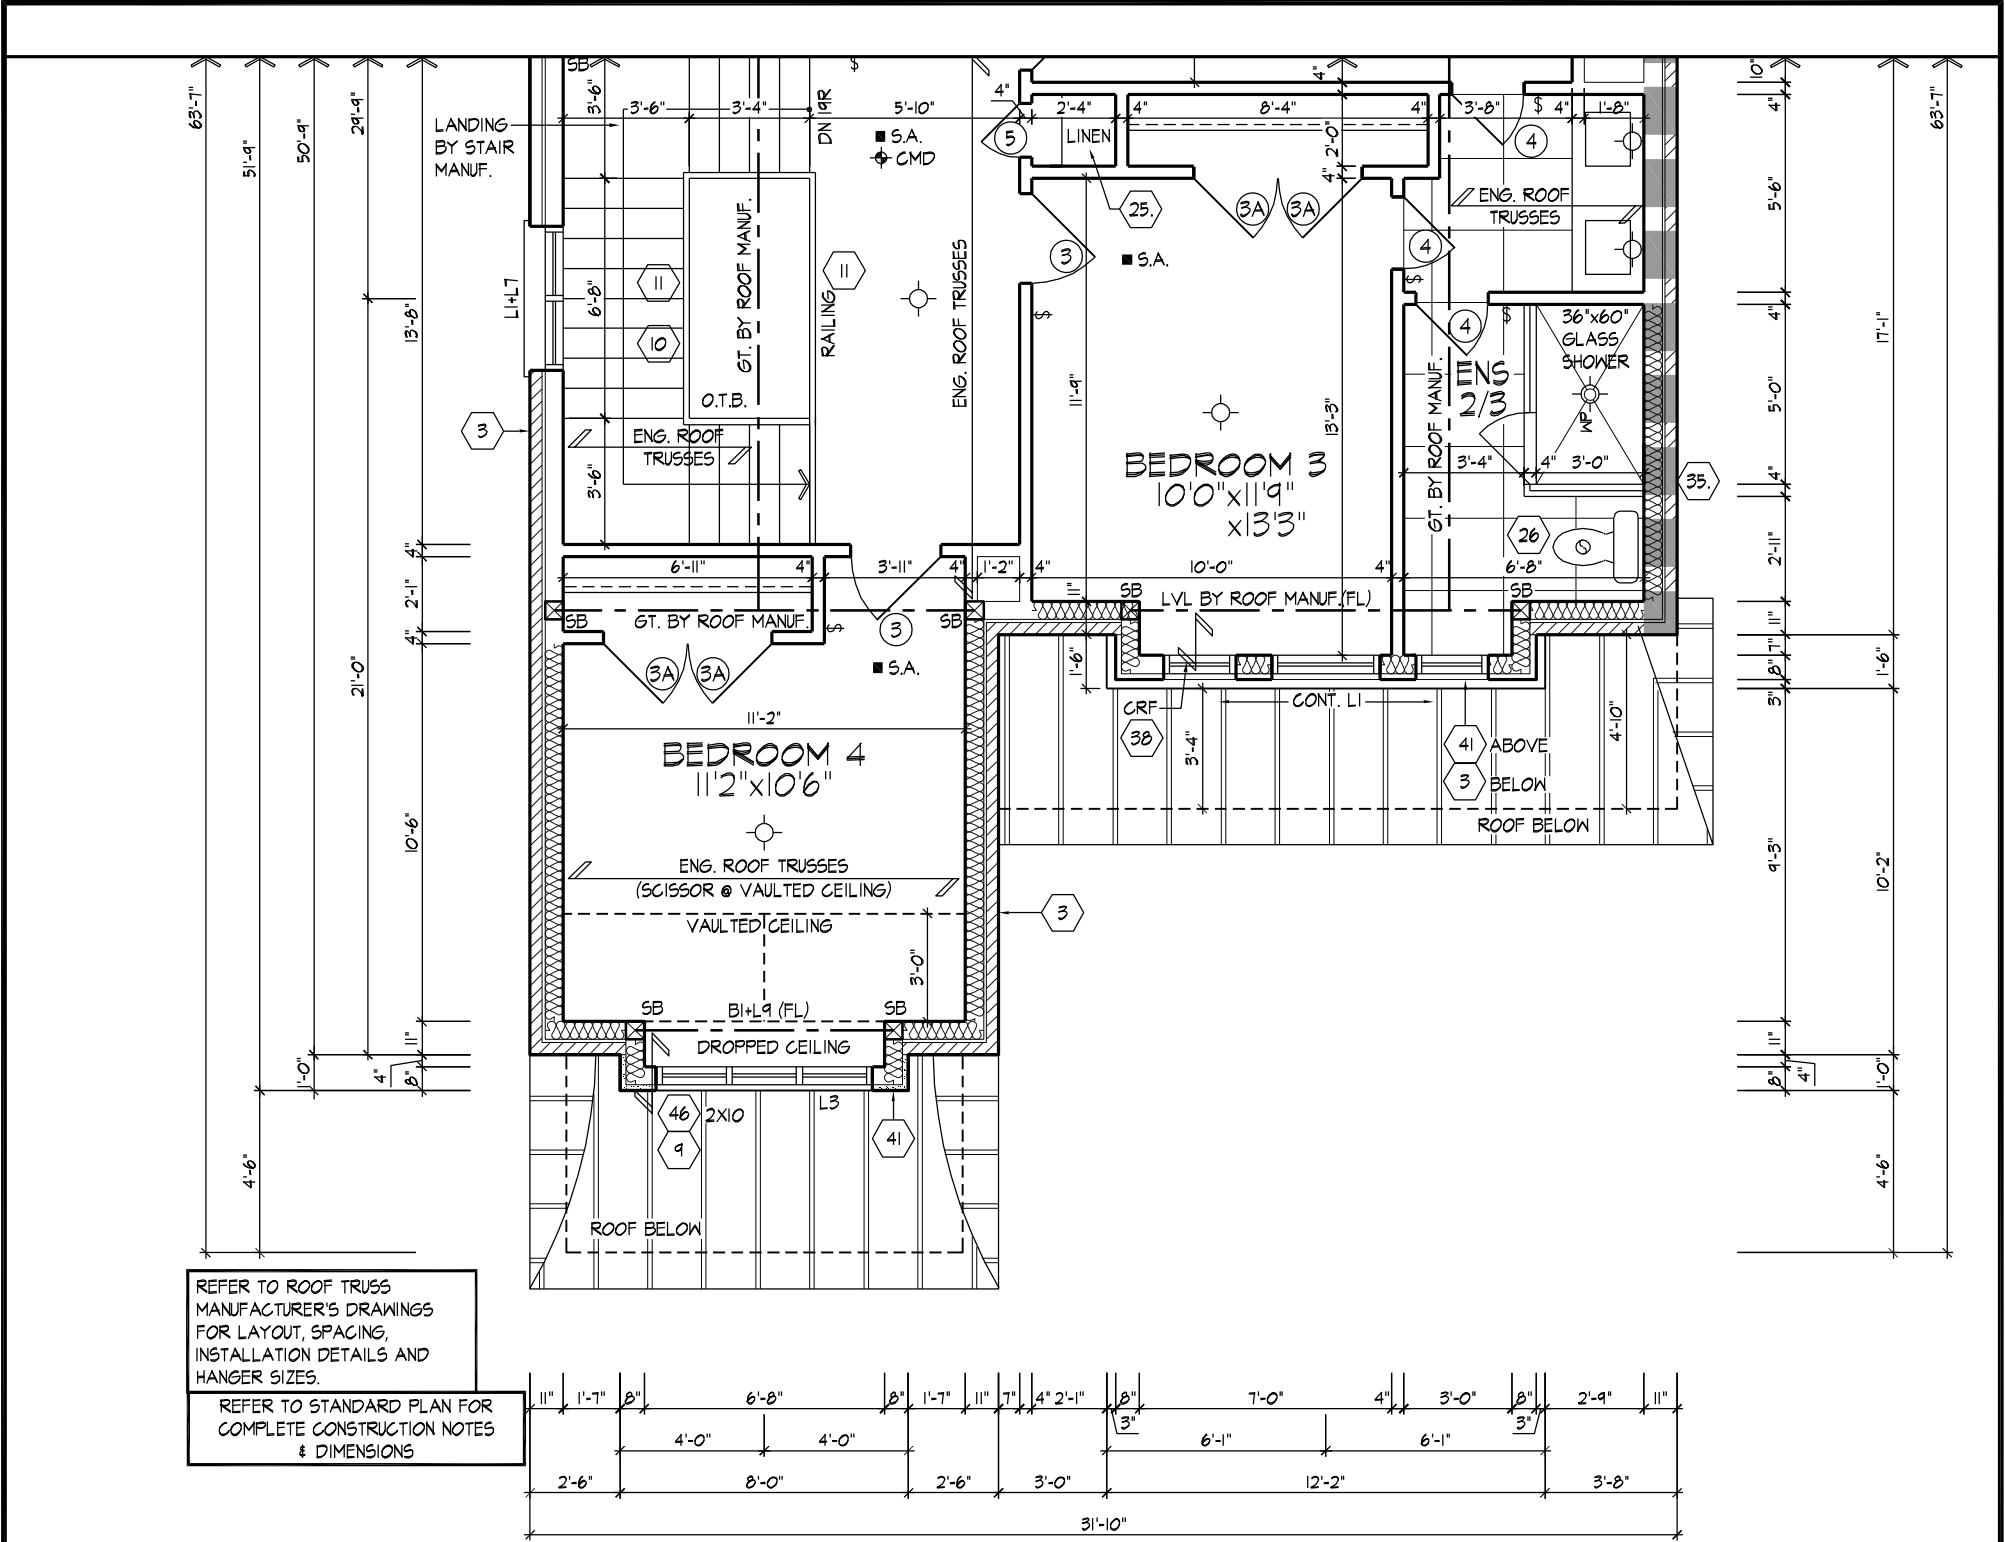 SB
$
4"
10"
63'-7"
51'-9"
50'-9"
29'-9"
LANDING
BY STAIR
MANUF.
3'-6"
3'-6"
3'-4"
DN 19R
5'-10"
4"
2'-4"
4"
8'-4"
4"
3'-8"
$
4"
1'-8"
4"
63'-7"
S.A.
CMD
5
LINEN
2'-0"
4"
4
25.
3A
3A
ENG. ROOF
TRUSSES
5'-6"
L1+L7
13'-8"
11
6'-8"
10
GT. BY ROOF MANUF.
RAILING
11
ENG. ROOF TRUSSES
3
S.A.
$
4
$
4
$
4"
36"x60"
GLASS
SHOWER
17'-1"
O.T.B.
3
ENG. ROOF
TRUSSES
3'-6"
11'-9"
13'-3"
GT. BY ROOF MANUF.
ENS
2/3
WP
5'-0"
BEDROOM 3
10'0"x11'9"
x13'3"
3'-4"
4"
3'-0"
4"
35.
26
2'-11"
4"
2'-1"
4"
6'-11"
4"
3'-11"
4"
1'-2"
4"
10'-0"
4"
6'-8"
11"
SB
LVL BY ROOF MANUF.(FL)
SB
11"
SB
GT. BY ROOF MANUF.
$
3
SB
3A
3A
S.A.
1'-6"
7"
8"
3"
1'-6"
21'-0"
11'-2"
BEDROOM 4
11'2"x10'6"
CRF
38
CONT. L1
3'-4"
41
ABOVE
3
BELOW
4'-10"
ROOF BELOW
10'-6"
ENG. ROOF TRUSSES
(SCISSOR @ VAULTED CEILING)
VAULTED CEILING
3'-0"
3
9'-3"
10'-2"
SB
B1+L9 (FL)
SB
DROPPED CEILING
11"
1'-0"
4"
8"
11"
8"
4"
1'-0"
46
2X10
L3
9
41
4'-6"
4'-6"
ROOF BELOW
REFER TO ROOF TRUSS
MANUFACTURER'S DRAWINGS
FOR LAYOUT, SPACING,
INSTALLATION DETAILS AND
HANGER SIZES.
REFER TO STANDARD PLAN FOR
COMPLETE CONSTRUCTION NOTES
& DIMENSIONS
11"
1'-7"
8"
6'-8"
8"
1'-7"
11"
7"
4"
2'-1"
8"
7'-0"
4"
3'-0"
8"
2'-9"
11"
3"
3"
4'-0"
4'-0"
6'-1"
6'-1"
2'-6"
8'-0"
2'-6"
3'-0"
12'-2"
3'-8"
31'-10"